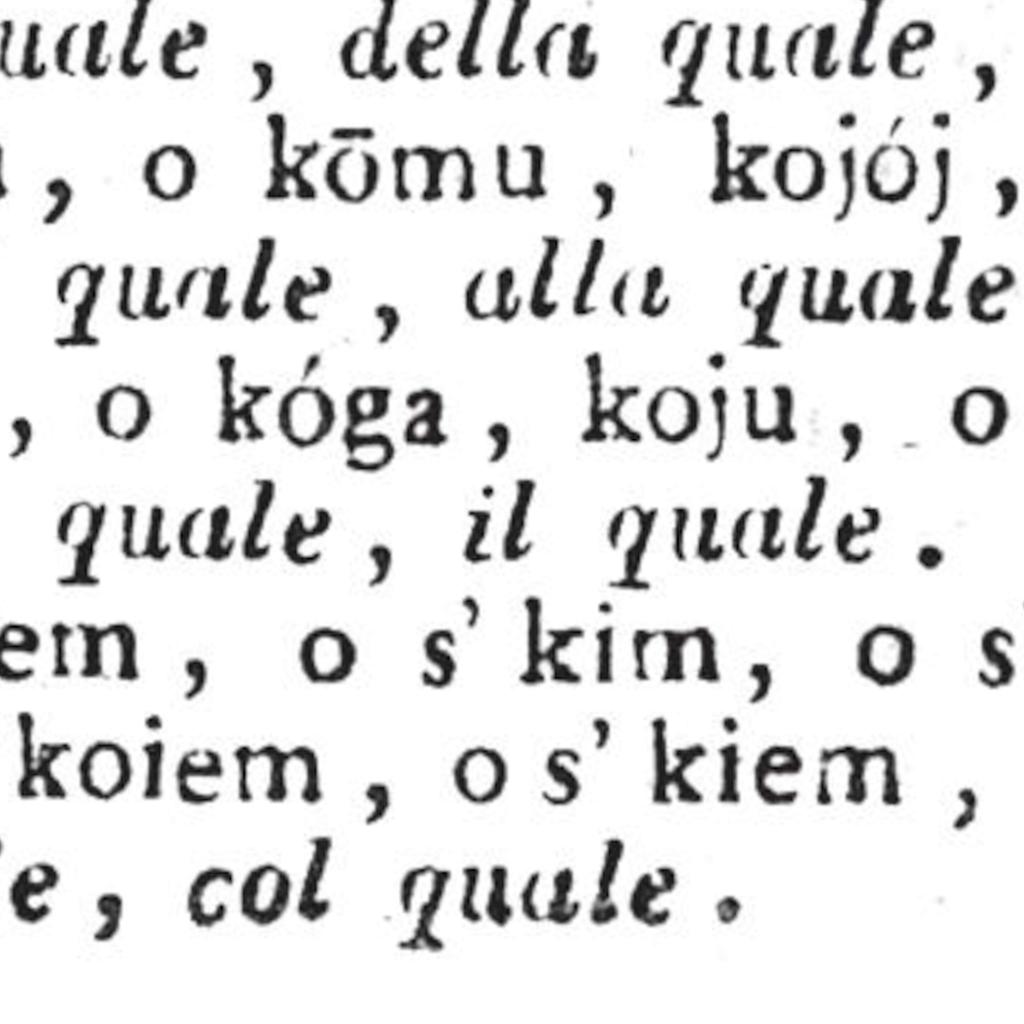 uale , della quale ,
, o kōmu , kojój ,
quale , alla quale
, o kóga , koju , o
quale , il quale .
em , o s' kim, o s'
koiem , o s' kiem ,
e , col quale .